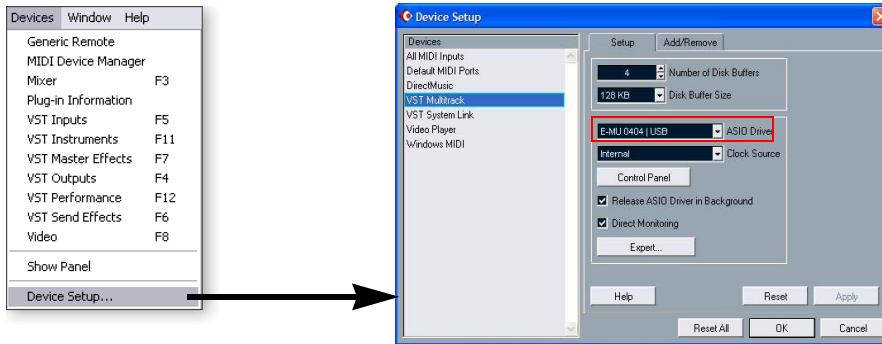 Devices Window Help
Generic Remote
MIDI Device Manager
Mixer F3
Plug-in Information
VST Inputs F5
VST Instruments F11
VST Master Effects F7
VST Outputs F4
VST Performance F12
VST Send Effects F6
Video F8
Show Panel
Device Setup...
Device Setup
Devices
All MIDI Inputs
Default MIDI Ports
DirectMusic
VST Multitrack
VST System Link
Video Player
Windows MIDI
Setup Add/Remove
4 Number of Disk Buffers
128 KB Disk Buffer Size
E-MU 0404 | USB ASIO Driver
Internal Clock Source
Control Panel
Release ASIO Driver in Background
Direct Monitoring
Expert...
Help Reset Apply
Reset All OK Cancel